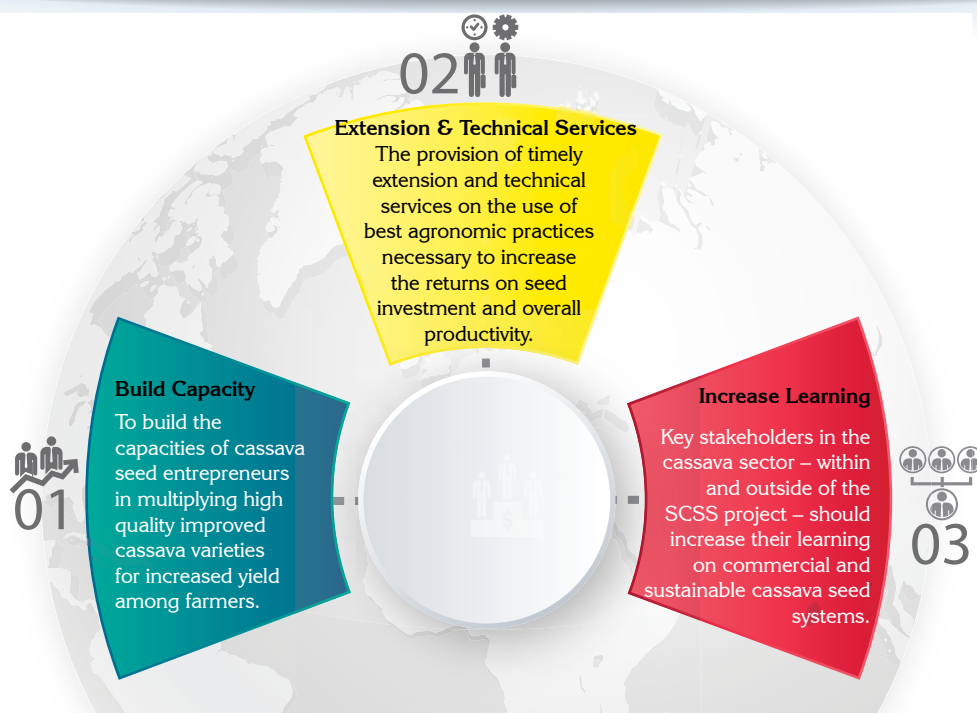 01
Build Capacity
To build the
capacities of cassava
seed entrepreneurs
in multiplying high
quality improved
cassava varieties
for increased yield
among farmers.
02
Extension & Technical Services
The provision of timely
extension and technical
services on the use of
best agronomic practices
necessary to increase
the returns on seed
investment and overall
productivity.
03
Increase Learning
Key stakeholders in the
cassava sector – within
and outside of the
SCSS project – should
increase their learning
on commercial and
sustainable cassava seed
systems.